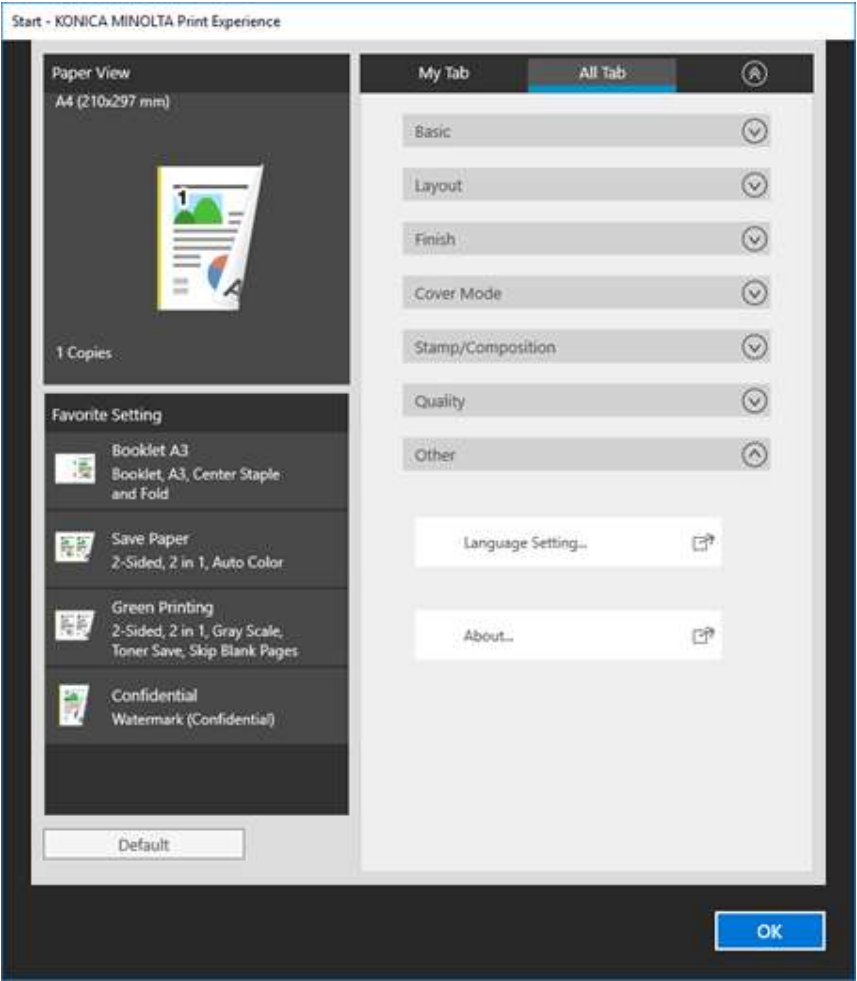 Start - KONICA MINOLTA Print Experience
Paper View
A4 (210x297 mm)
1
A
1 Copies
Favorite Setting
Booklet A3
Booklet, A3, Center Staple
and Fold
Save Paper
2-Sided, 2 in 1, Auto Color
Green Printing
2-Sided, 2 in 1, Gray Scale,
Toner Save, Skip Blank Pages
Confidential
Watermark (Confidential)
Default
My Tab
All Tab
Basic
Layout
Finish
Cover Mode
Stamp/Composition
Quality
Other
Language Setting...
About...
OK